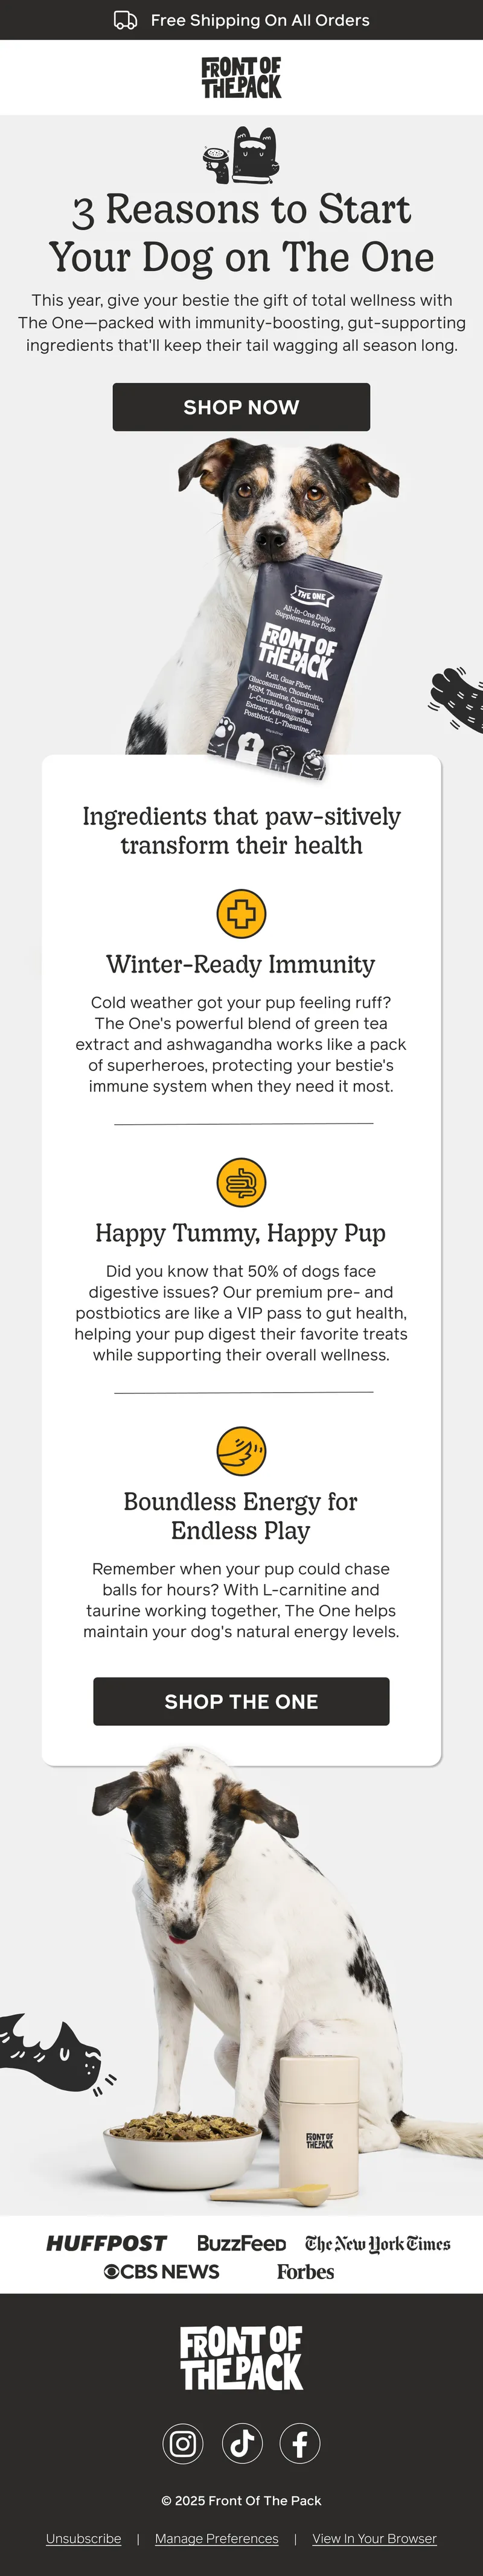 Free Shipping On All Orders
FRONT OF
THE PACK
3 Reasons to Start
Your Dog on The One
This year, give your bestie the gift of total wellness with
The One—packed with immunity-boosting, gut-supporting
ingredients that'll keep their tail wagging all season long.
SHOP NOW
THE ONE
All-In-One Daily
Supplement for Dogs
FRONT OF
THE PACK
Krill, Guar Fiber,
Glucosamine, Chondroitin,
MSM, Taurine, Curcumin,
L-Carnitine, Green Tea
Extract, Ashwagandha,
Postbiotic, L-Theanine.
1
Ingredients that paw-sitively
transform their health
Winter-Ready Immunity
Cold weather got your pup feeling ruff?
The One's powerful blend of green tea
extract and ashwagandha works like a pack
of superheroes, protecting your bestie's
immune system when they need it most.
Happy Tummy, Happy Pup
Did you know that 50% of dogs face
digestive issues? Our premium pre- and
postbiotics are like a VIP pass to gut health,
helping your pup digest their favorite treats
while supporting their overall wellness.
Boundless Energy for
Endless Play
Remember when your pup could chase
balls for hours? With L-carnitine and
taurine working together, The One helps
maintain your dog's natural energy levels.
SHOP THE ONE
FRONT OF
THE PACK
HUFFPOST BuzzFeed The New York Times
CBS NEWS Forbes
FRONT OF
THE PACK
© 2025 Front Of The Pack
Unsubscribe | Manage Preferences | View In Your Browser